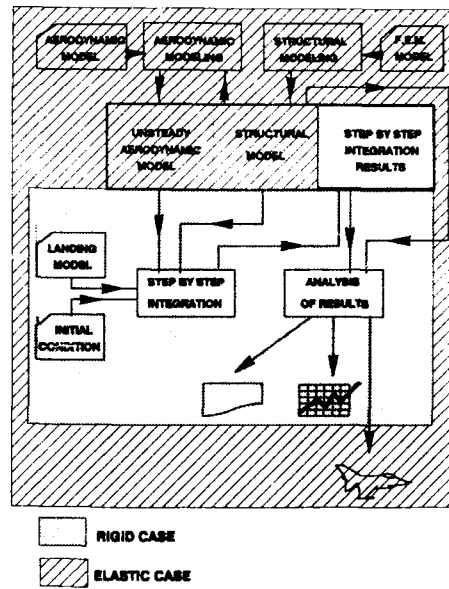 AERODYNAMIC
MODEL
AERODYNAMIC
MODELING
STRUCTURAL
MODELING
F.E.M.
MODEL
UNSTEADY
AERODYNAMIC
MODEL
STRUCTURAL
MODEL
STEP BY STEP
INTEGRATION
RESULTS
LANDING
MODEL
INITIAL
CONDITION
STEP BY STEP
INTEGRATION
ANALYSIS
OF RESULTS
RIGID CASE
ELASTIC CASE